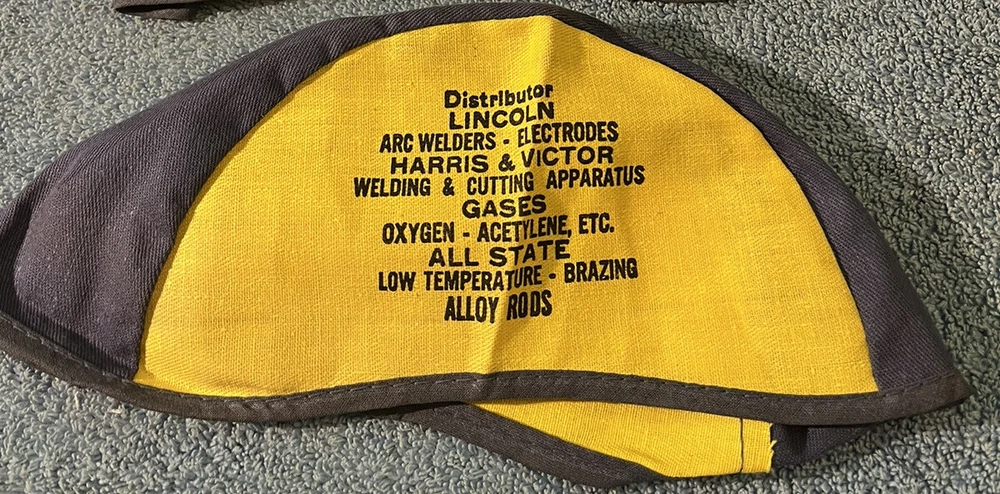 Distributor
LINCOLN
ARC WELDERS - ELECTRODES
HARRIS & VICTOR
WELDING & CUTTING APPARATUS
GASES
OXYGEN - ACETYLENE, ETC.
ALL STATE
LOW TEMPERATURE - BRAZING
ALLOY RODS